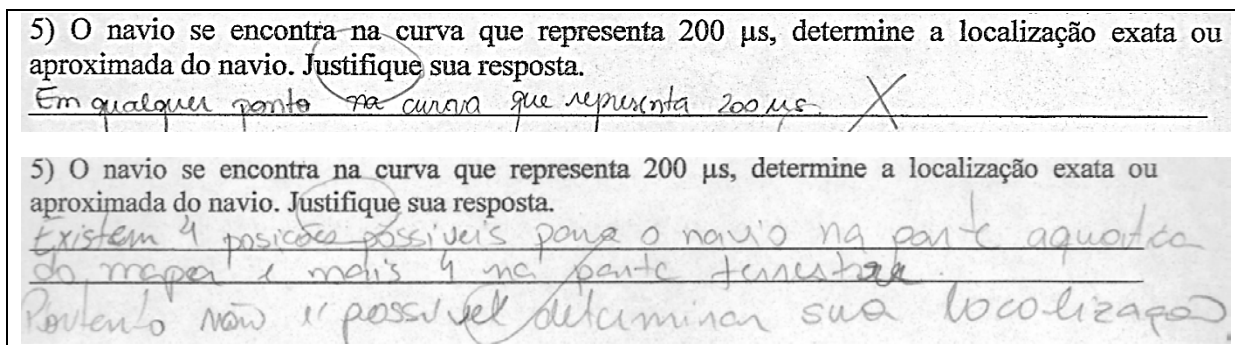 5) O navio se encontra na curva que representa 200 µs, determine a localização exata ou
aproximada do navio. Justifique sua resposta.
Em qualquer ponto na curva que representa 200 µs.
5) O navio se encontra na curva que representa 200 µs, determine a localização exata ou
aproximada do navio. Justifique sua resposta.
Existem 4 posições possiveis para o navio na parte aquatica
do mapa e mais 4 na parte terrestre.
Portanto não é possivel determinar sua localização